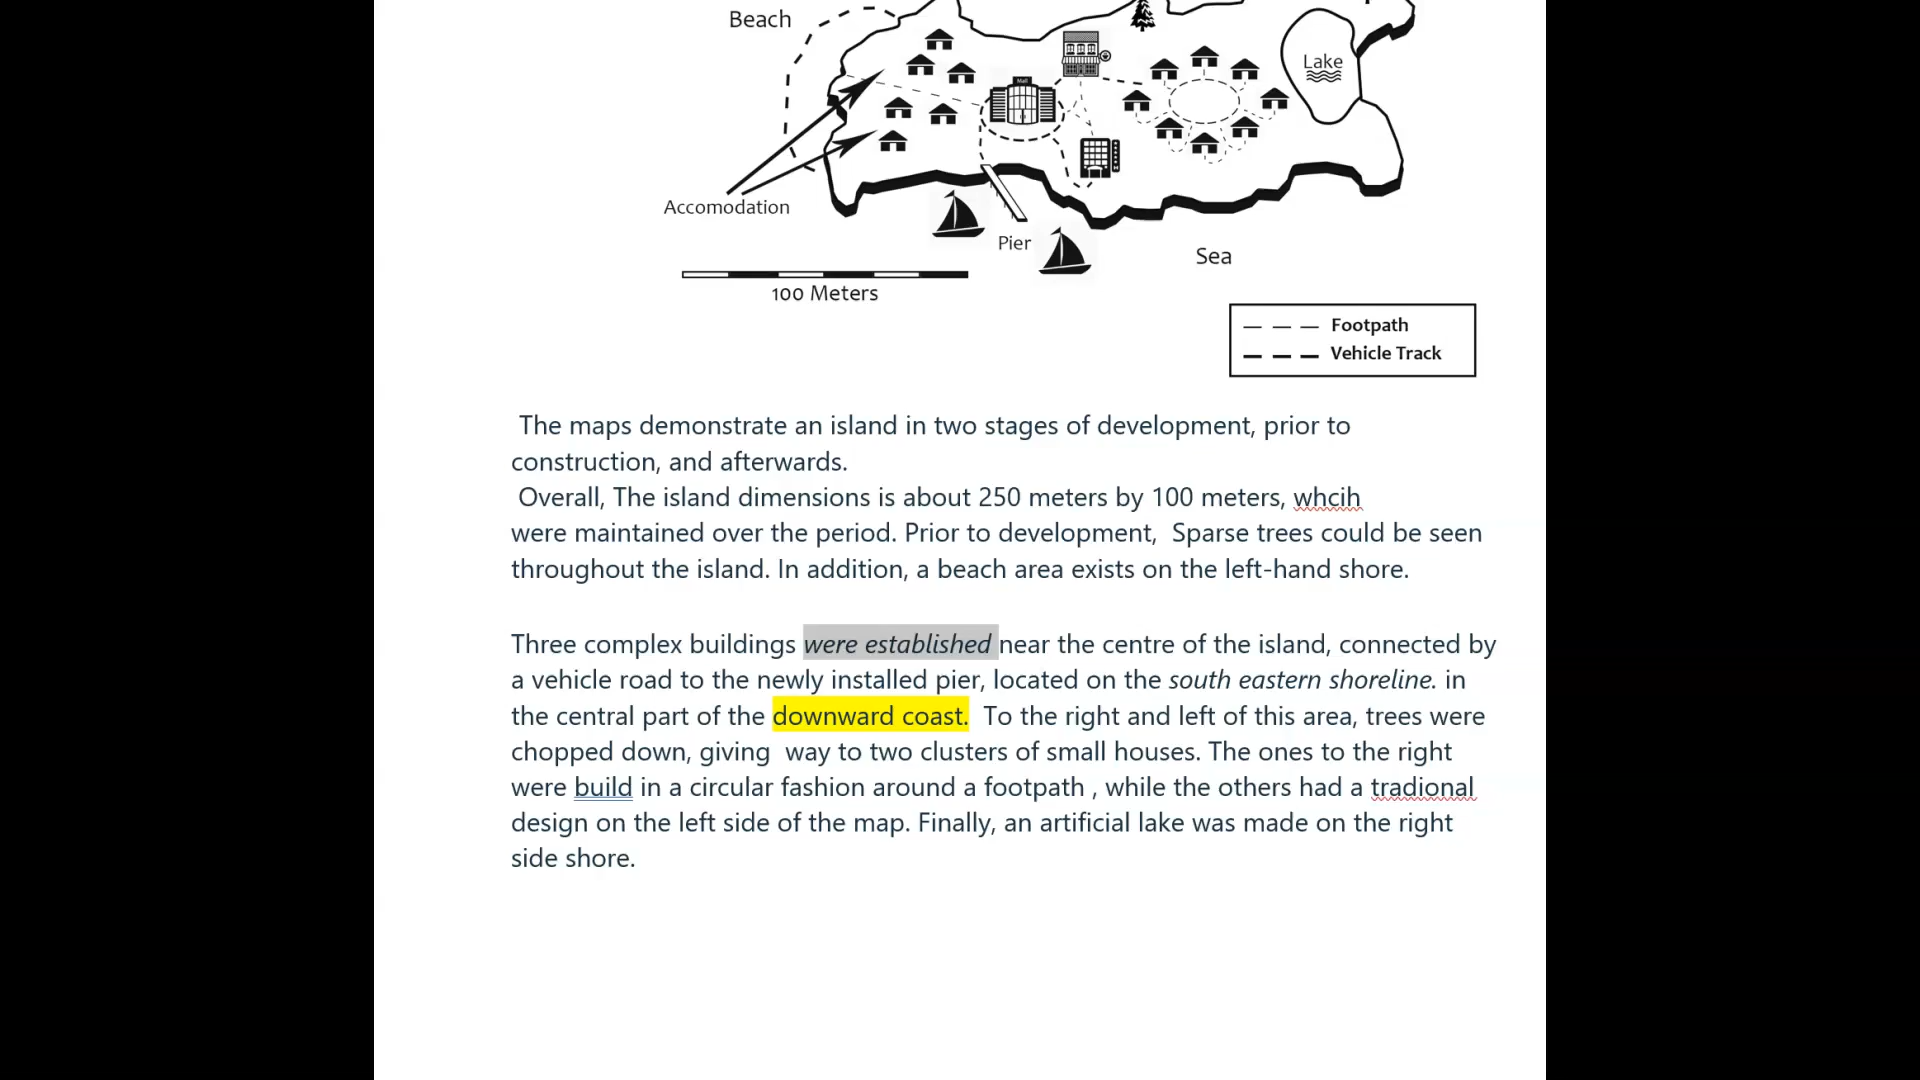 Beach
Mall
Lake
Accomodation
Pier
Sea
100 Meters
Footpath
Vehicle Track
The maps demonstrate an island in two stages of development, prior to
construction, and afterwards.
Overall, The island dimensions is about 250 meters by 100 meters, whcih
were maintained over the period. Prior to development,  Sparse trees could be seen
throughout the island. In addition, a beach area exists on the left-hand shore.
Three complex buildings were established near the centre of the island, connected by
a vehicle road to the newly installed pier, located on the south eastern shoreline. in
the central part of the downward coast.  To the right and left of this area, trees were
chopped down, giving  way to two clusters of small houses. The ones to the right
were build in a circular fashion around a footpath , while the others had a tradional
design on the left side of the map. Finally, an artificial lake was made on the right
side shore.